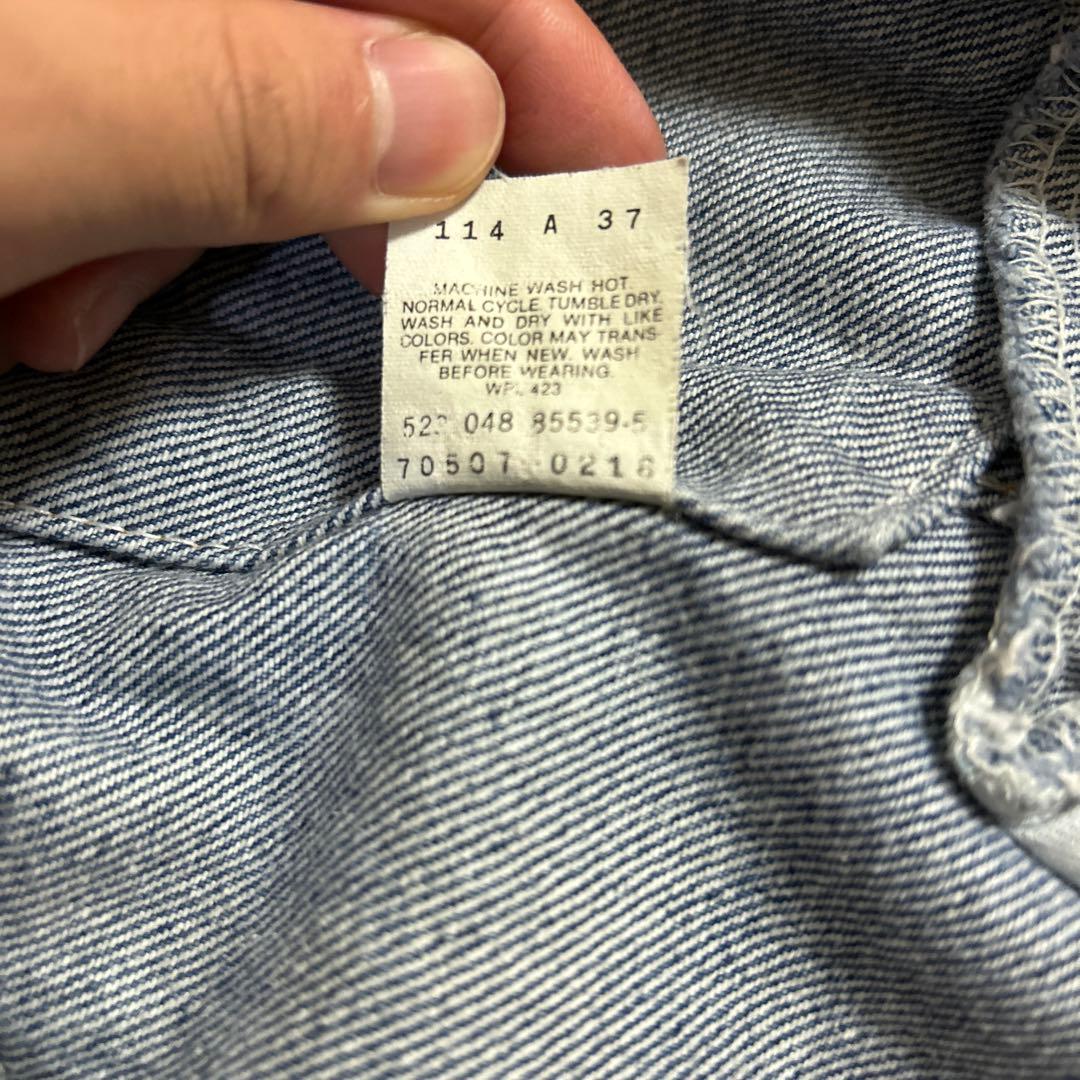 114 A 37
MACHINE WASH HOT.
NORMAL CYCLE. TUMBLE DRY.
WASH AND DRY WITH LIKE
COLORS. COLOR MAY TRANS
FER WHEN NEW. WASH
BEFORE WEARING.
WPL 423
048 85539-5
70507 0216